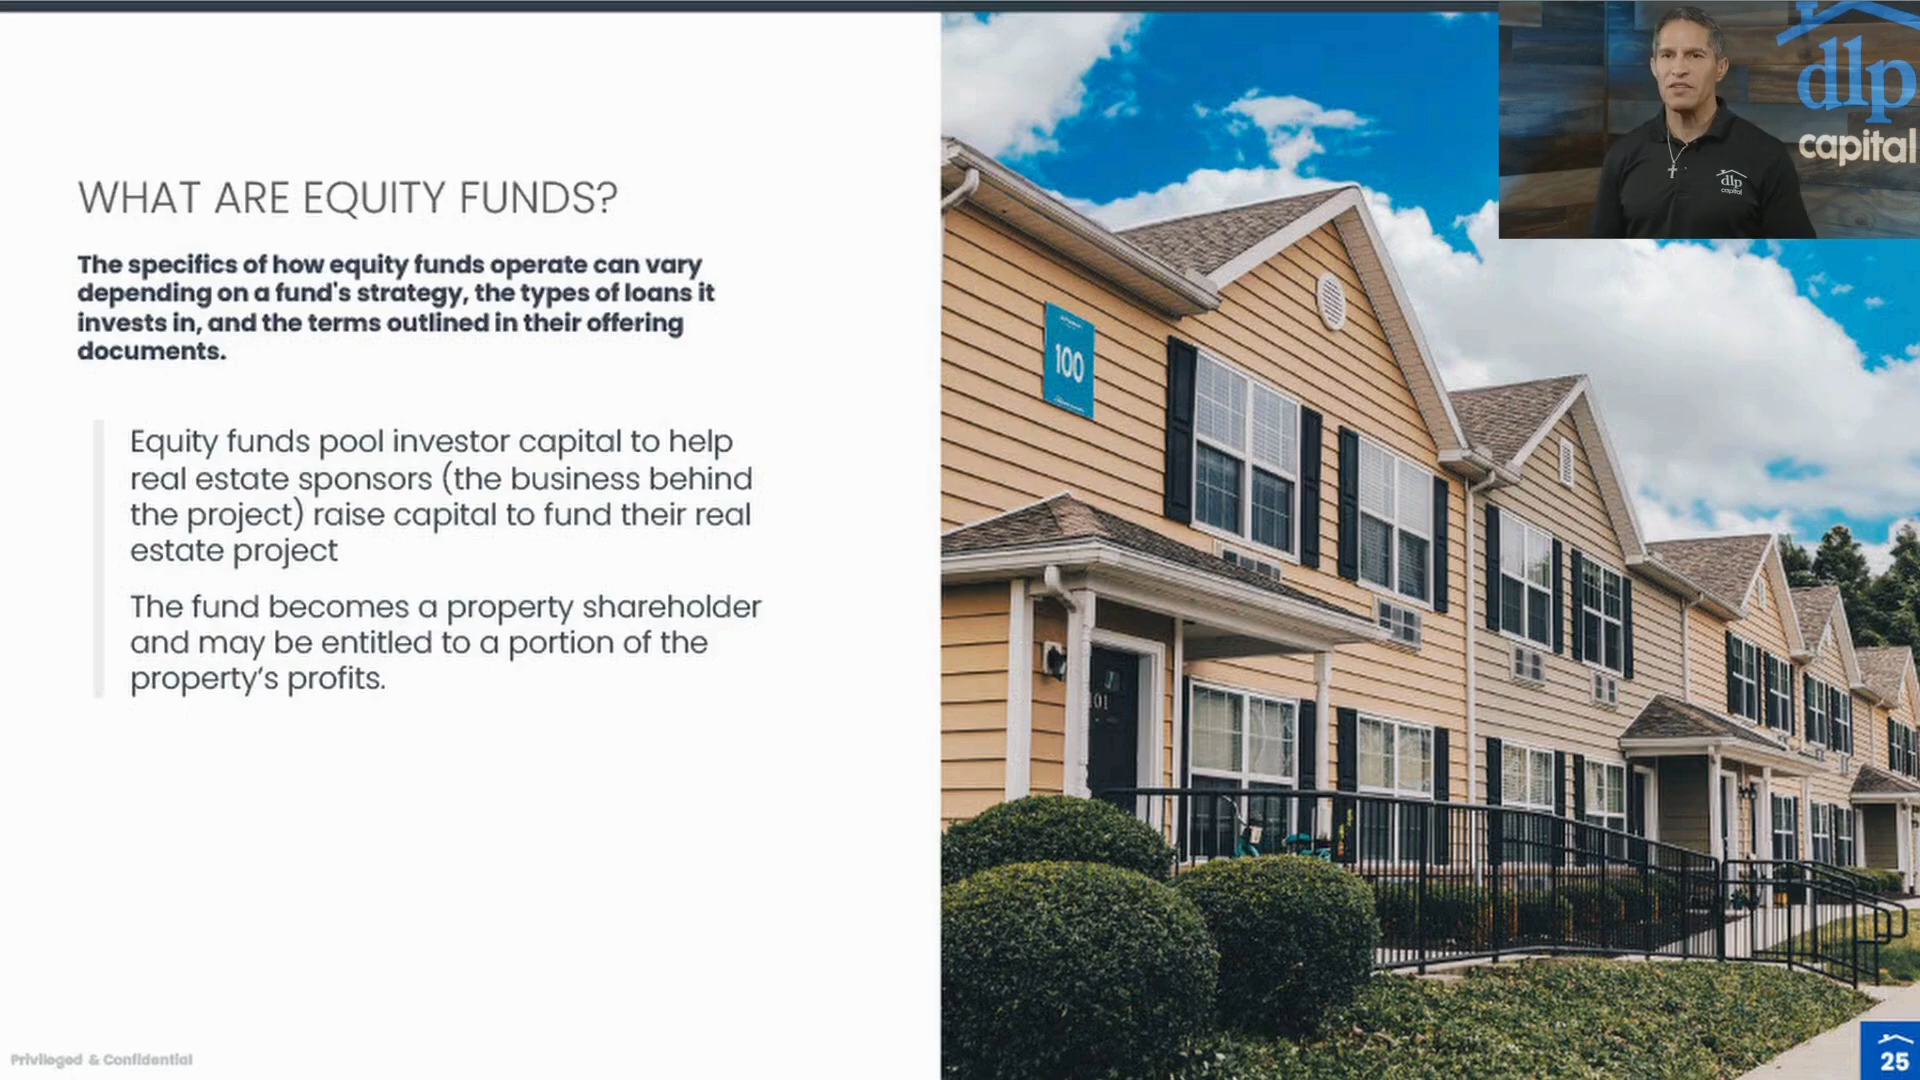 WHAT ARE EQUITY FUNDS?
The specifics of how equity funds operate can vary
depending on a fund's strategy, the types of loans it
invests in, and the terms outlined in their offering
documents.
Equity funds pool investor capital to help
real estate sponsors (the business behind
the project) raise capital to fund their real
estate project
The fund becomes a property shareholder
and may be entitled to a portion of the
property‘s profits.
Privileged & Confidential
100
101
dlp
capital
dlp
capital
25